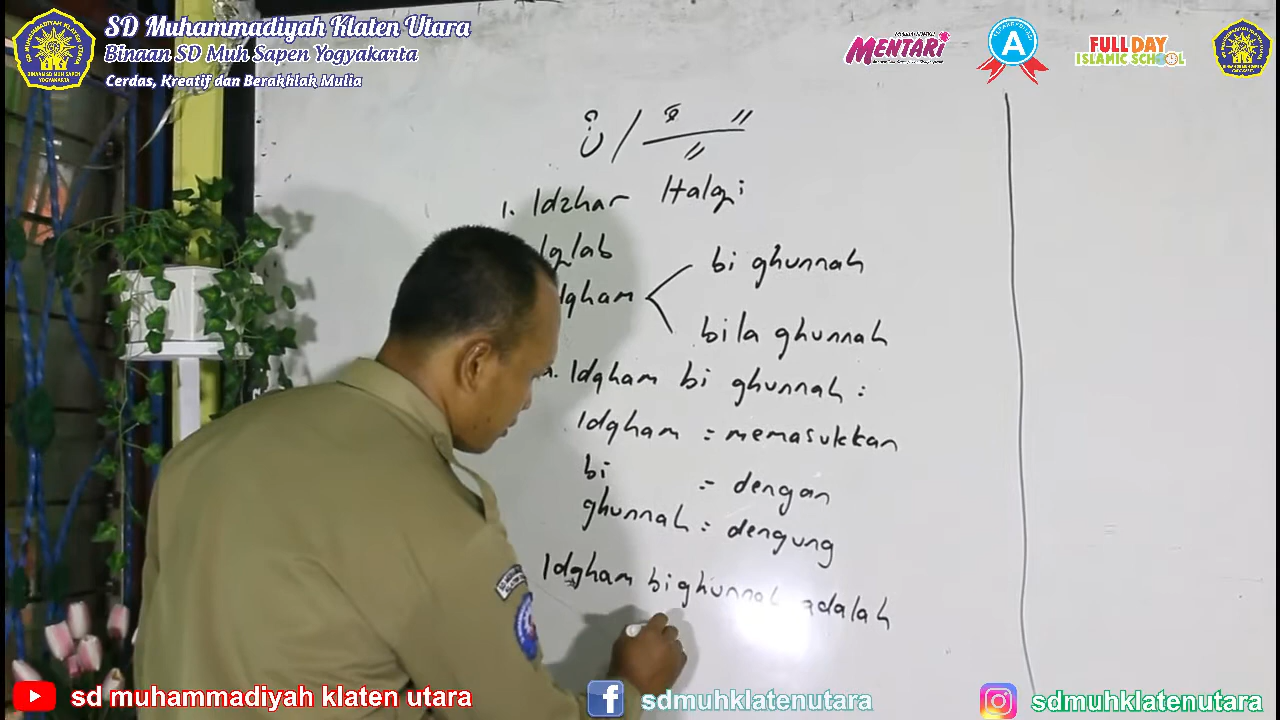 SD Muhammadiyah Klaten Utara
Binaan SD Muh Sapen Yogyakarta
Cerdas, Kreatif dan Berakhlak Mulia
MENTARI
A
FULL DAY
ISLAMIC SCHOOL
نْ / ـًـ ـٍـ ـٌـ
1. Idzhar Halqi
Iqlab
Idgham
bi ghunnah
bila ghunnah
a. Idgham bi ghunnah :
Idgham = memasukkan
bi = dengan
ghunnah = dengung
Idgham bighunnah adalah
sd muhammadiyah klaten utara
sdmuhklatenutara
sdmuhklatenutara